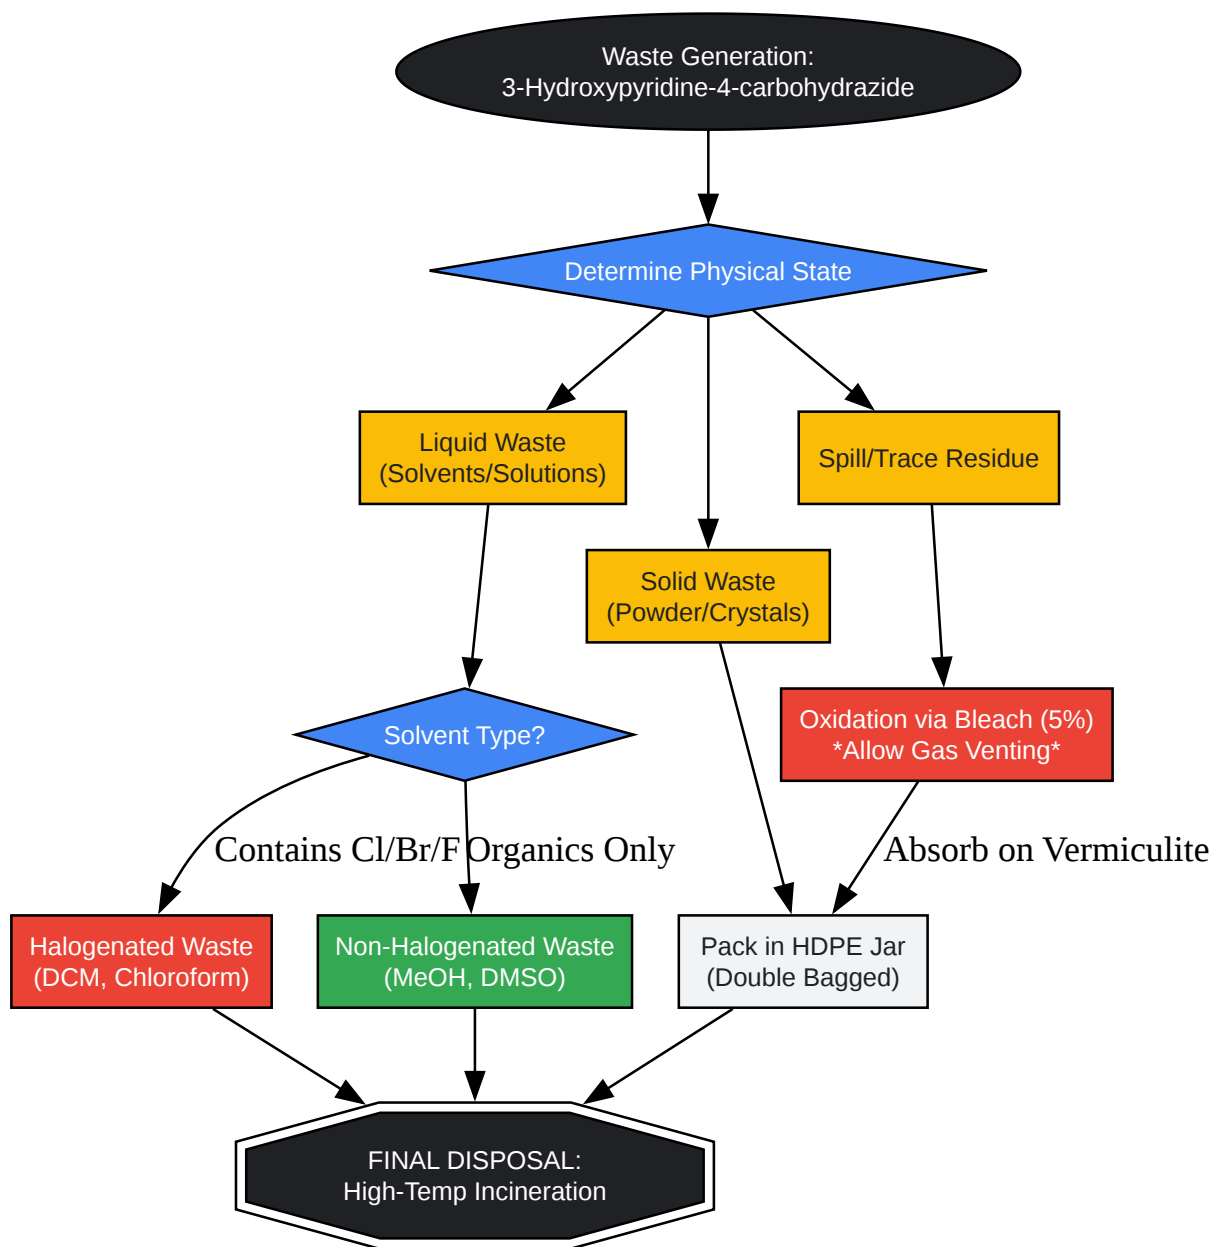 Waste Generation:
3-Hydroxypyridine-4-carbohydrazide
Determine Physical State
Liquid Waste
(Solvents/Solutions)
Spill/Trace Residue
Solid Waste
(Powder/Crystals)
Solvent Type?
Oxidation via Bleach (5%)
*Allow Gas Venting*
Contains Cl/Br/F
Organics Only
Absorb on Vermiculite
Halogenated Waste
(DCM, Chloroform)
Non-Halogenated Waste
(MeOH, DMSO)
Pack in HDPE Jar
(Double Bagged)
FINAL DISPOSAL:
High-Temp Incineration